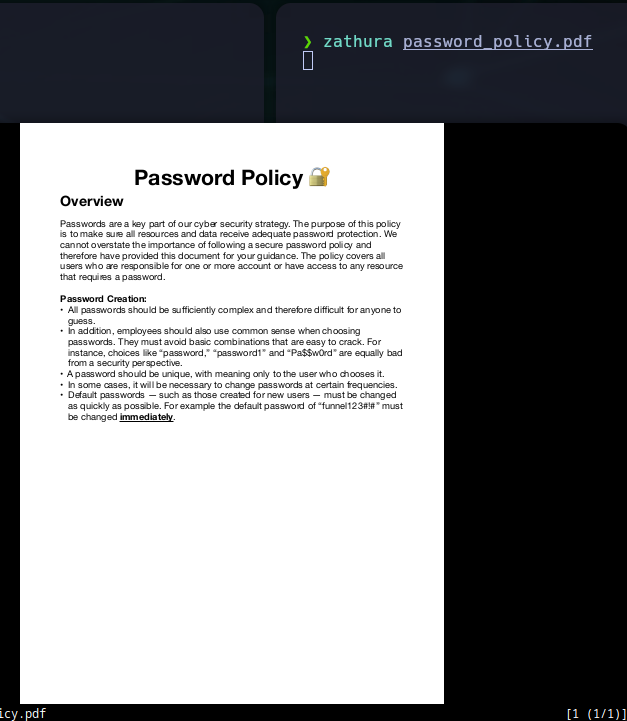 ❯ zathura password_policy.pdf
Password Policy 🔐
Overview
Passwords are a key part of our cyber security strategy. The purpose of this policy
is to make sure all resources and data receive adequate password protection. We
cannot overstate the importance of following a secure password policy and
therefore have provided this document for your guidance. The policy covers all
users who are responsible for one or more account or have access to any resource
that requires a password.
Password Creation:
• All passwords should be sufficiently complex and therefore difficult for anyone to
guess.
• In addition, employees should also use common sense when choosing
passwords. They must avoid basic combinations that are easy to crack. For
instance, choices like “password,” “password1” and “Pa$$w0rd” are equally bad
from a security perspective.
• A password should be unique, with meaning only to the user who chooses it.
• In some cases, it will be necessary to change passwords at certain frequencies.
• Default passwords — such as those created for new users — must be changed
as quickly as possible. For example the default password of “funnel123#!#” must
be changed immediately.
icy.pdf
[1 (1/1)]